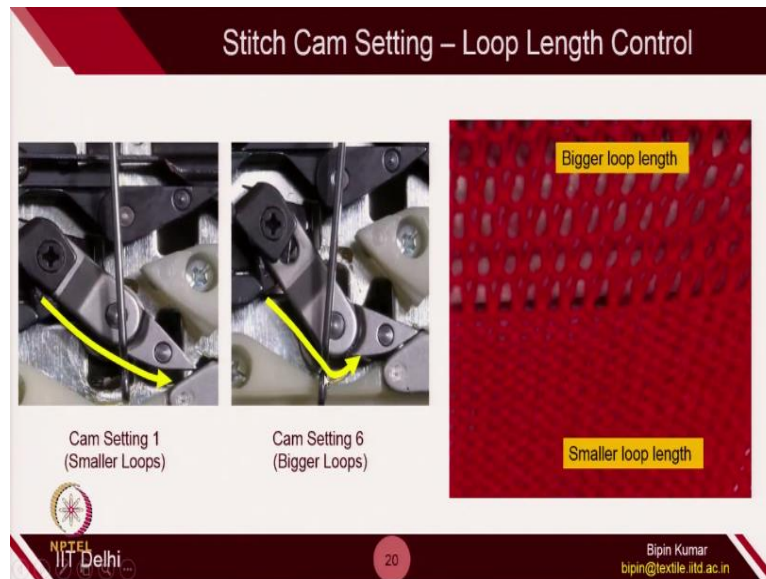 Stitch Cam Setting – Loop Length Control
Bigger loop length
Smaller loop length
Cam Setting 1
(Smaller Loops)
Cam Setting 6
(Bigger Loops)
NPTEL
IIT Delhi
20
Bipin Kumar
bipin@textile.iitd.ac.in